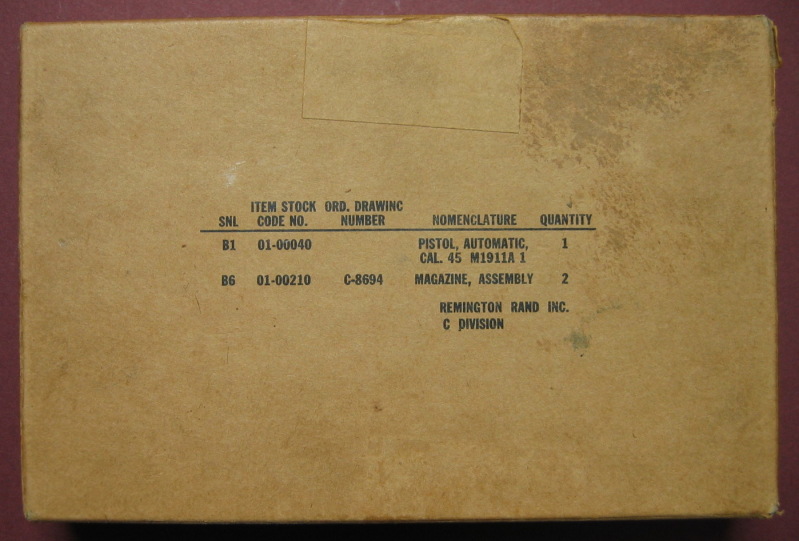 ITEM STOCK ORD. DRAWINC
SNL CODE NO. NUMBER NOMENCLATURE QUANTITY
B1 01-00040 PISTOL, AUTOMATIC, 1
CAL. 45 M1911A 1
B6 01-00210 C-8694 MAGAZINE, ASSEMBLY 2
REMINGTON RAND INC.
C DIVISION